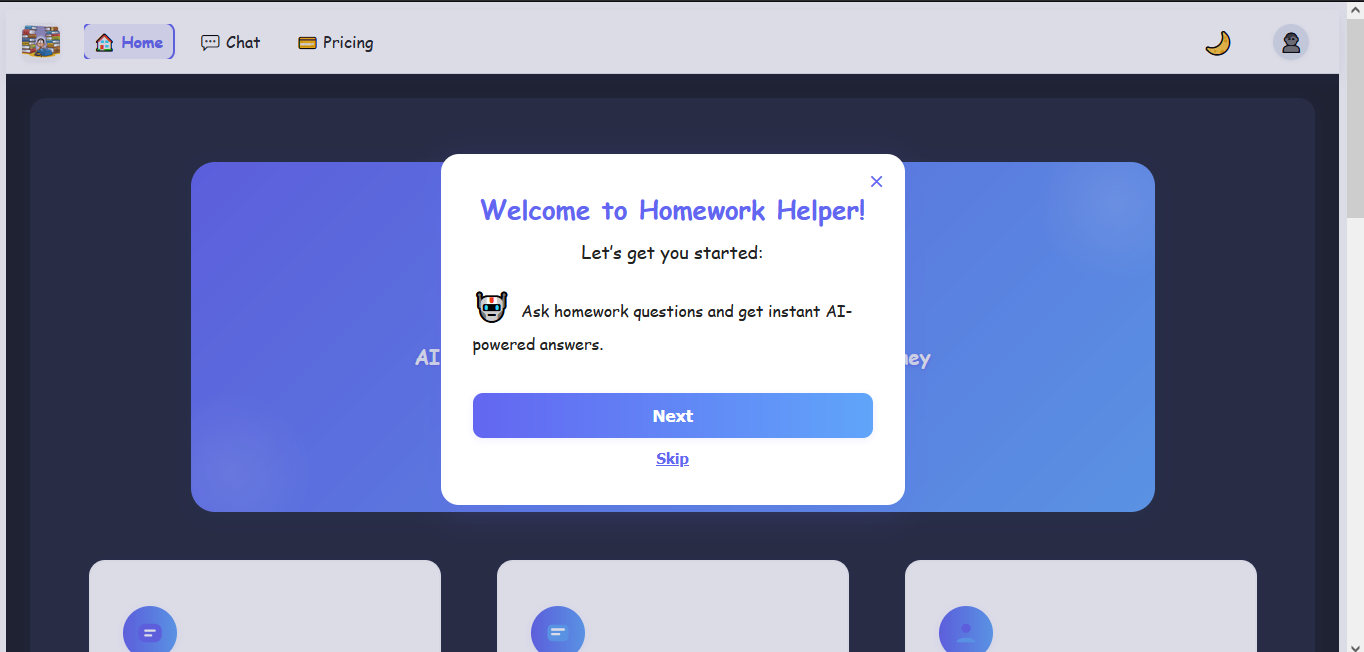 Home
Chat
Pricing
Welcome to Homework Helper!
Let's get you started:
Ask homework questions and get instant AI-
powered answers.
AI
Next
Skip